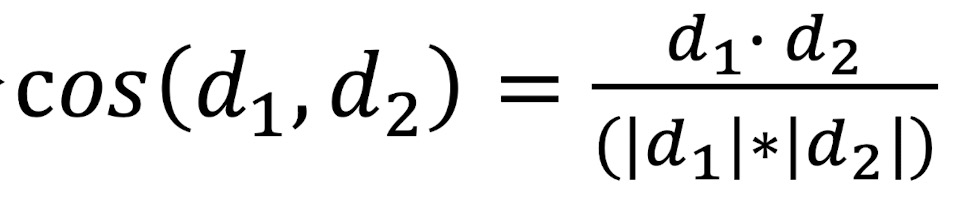 cos(d₁, d₂) = d₁· d₂ / (|d₁|*|d₂|)